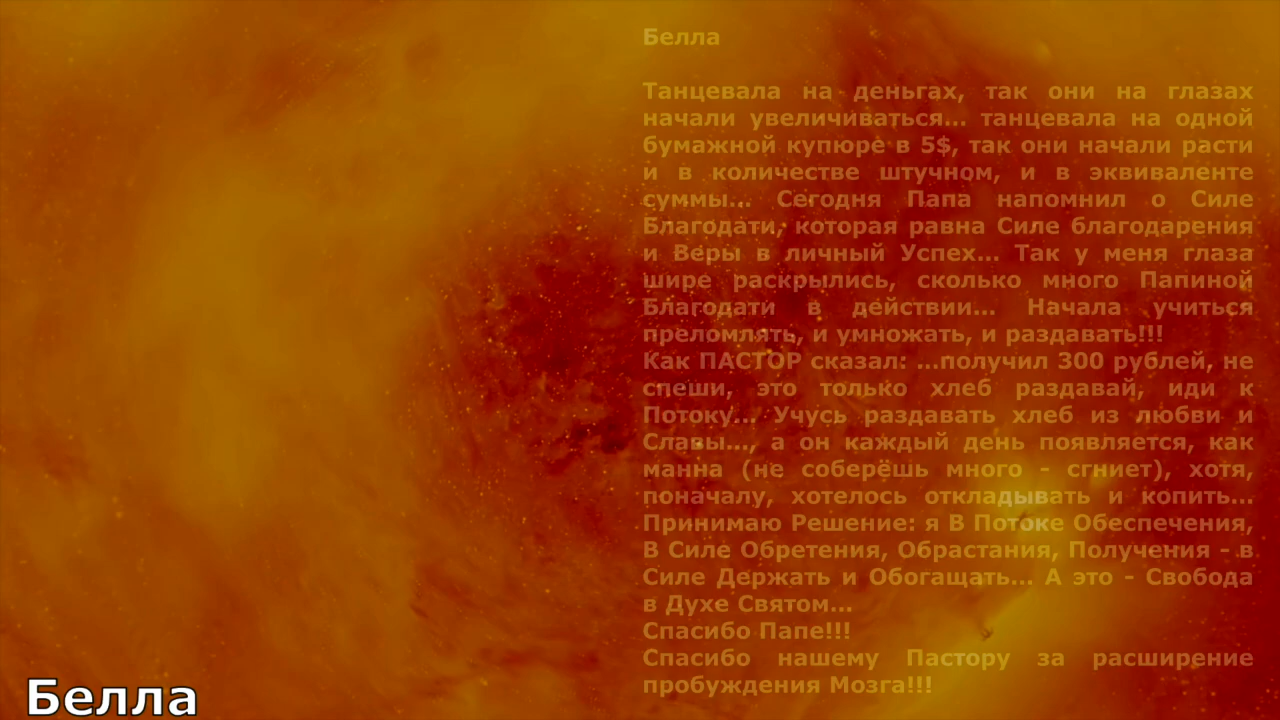 Белла
Танцевала на деньгах, так они на глазах
начали увеличиваться... танцевала на одной
бумажной купюре в 5$, так они начали расти
и в количестве штучном, и в эквиваленте
суммы... Сегодня Папа напомнил о Силе
Благодати, которая равна Силе благодарения
и Веры в личный Успех... Так у меня глаза
шире раскрылись, сколько много Папиной
Благодати в действии... Начала учиться
преломлять, и умножать, и раздавать!!!
Как ПАСТОР сказал: ...получил 300 рублей, не
спеши, это только хлеб раздавай, иди к
Потоку... Учусь раздавать хлеб из любви и
Славы..., а он каждый день появляется, как
манна (не соберёшь много - сгниет), хотя,
поначалу, хотелось откладывать и копить...
Принимаю Решение: я В Потоке Обеспечения,
В Силе Обретения, Обрастания, Получения - в
Силе Держать и Обогащать... А это - Свобода
в Духе Святом...
Спасибо Папе!!!
Спасибо нашему Пастору за расширение
пробуждения Мозга!!!
Белла